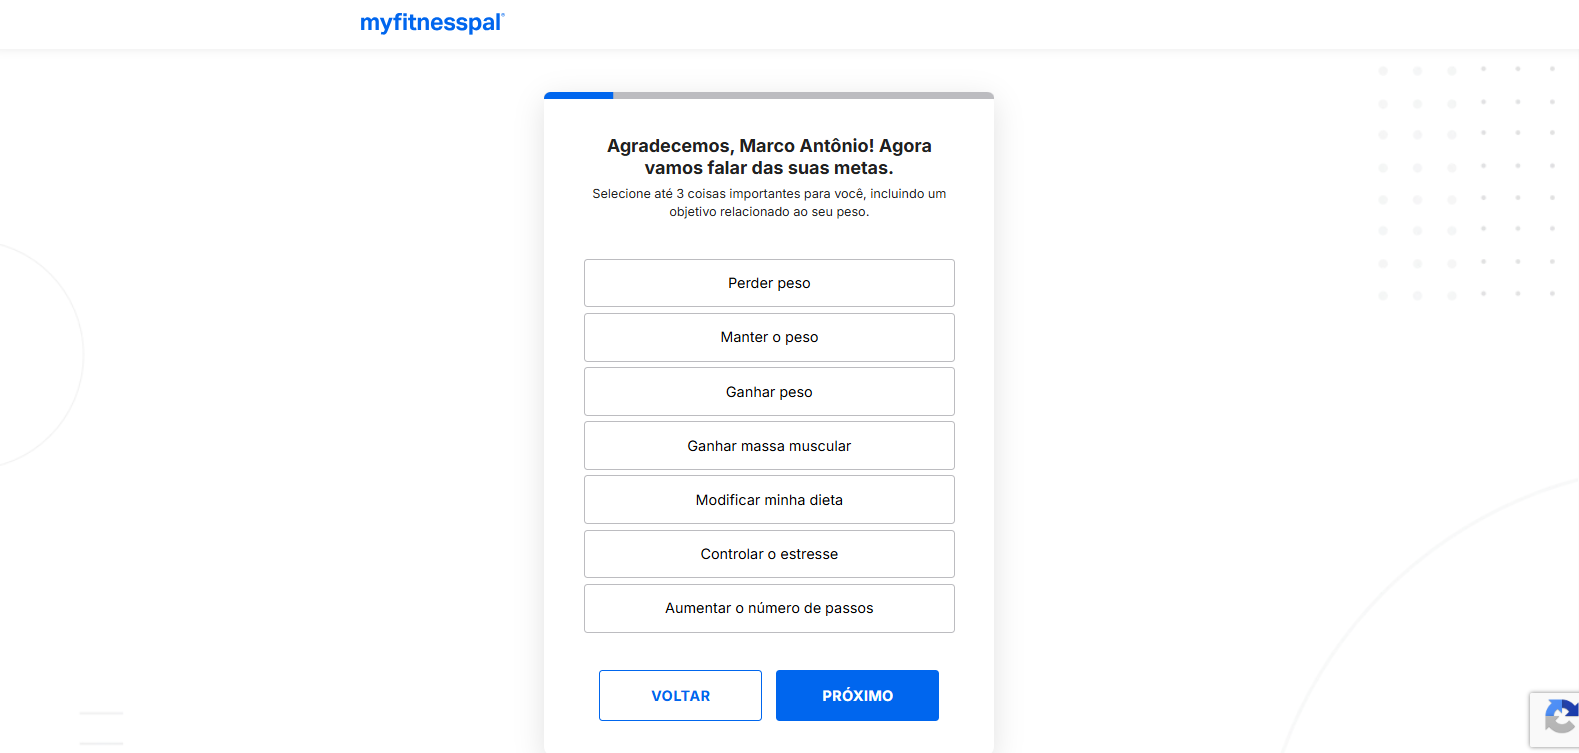 myfitnesspal
Agradecemos, Marco Antônio! Agora
vamos falar das suas metas.
Selecione até 3 coisas importantes para você, incluindo um
objetivo relacionado ao seu peso.
Perder peso
Manter o peso
Ganhar peso
Ganhar massa muscular
Modificar minha dieta
Controlar o estresse
Aumentar o número de passos
VOLTAR
PRÓXIMO